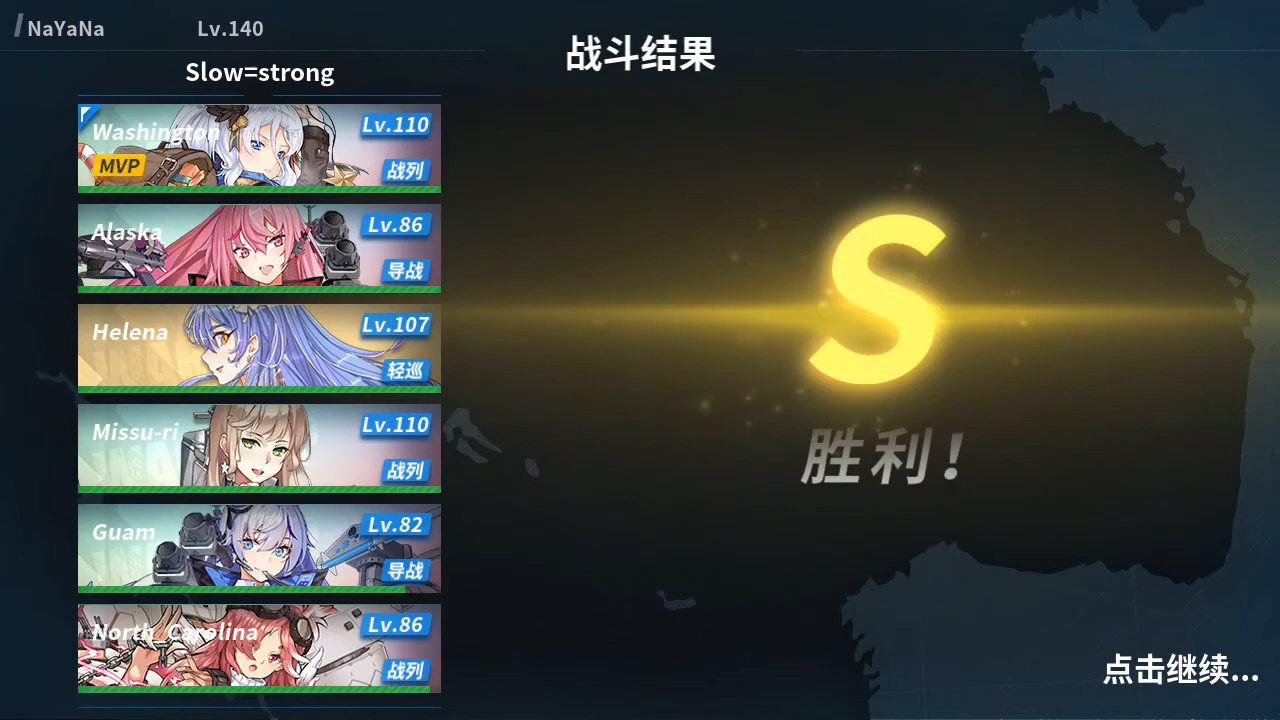 NaYaNa Lv.140
战斗结果
Slow=strong
Washington Lv.110
MVP 战列
Alaska Lv.86
导战
Helena Lv.107
轻巡
Missu-ri Lv.110
战列
Guam Lv.82
导战
North Carolina Lv.86
战列
S
胜利！
点击继续...